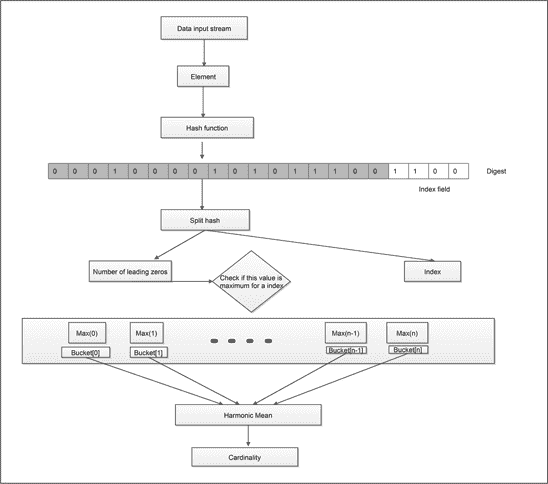 Data input stream
Element
Hash function
0 0 0 1 0 0 0 0 1 0 1 0 1 1 1 0 0 1 1 0 0 Digest
Index field
Split hash
Number of leading zeros
Check if this value is
maximum for a index
Index
Max(0) Max(1) Max(n-1) Max(n)
Bucket[0] Bucket[1] Bucket[n-1] Bucket[n]
Harmonic Mean
Cardinality